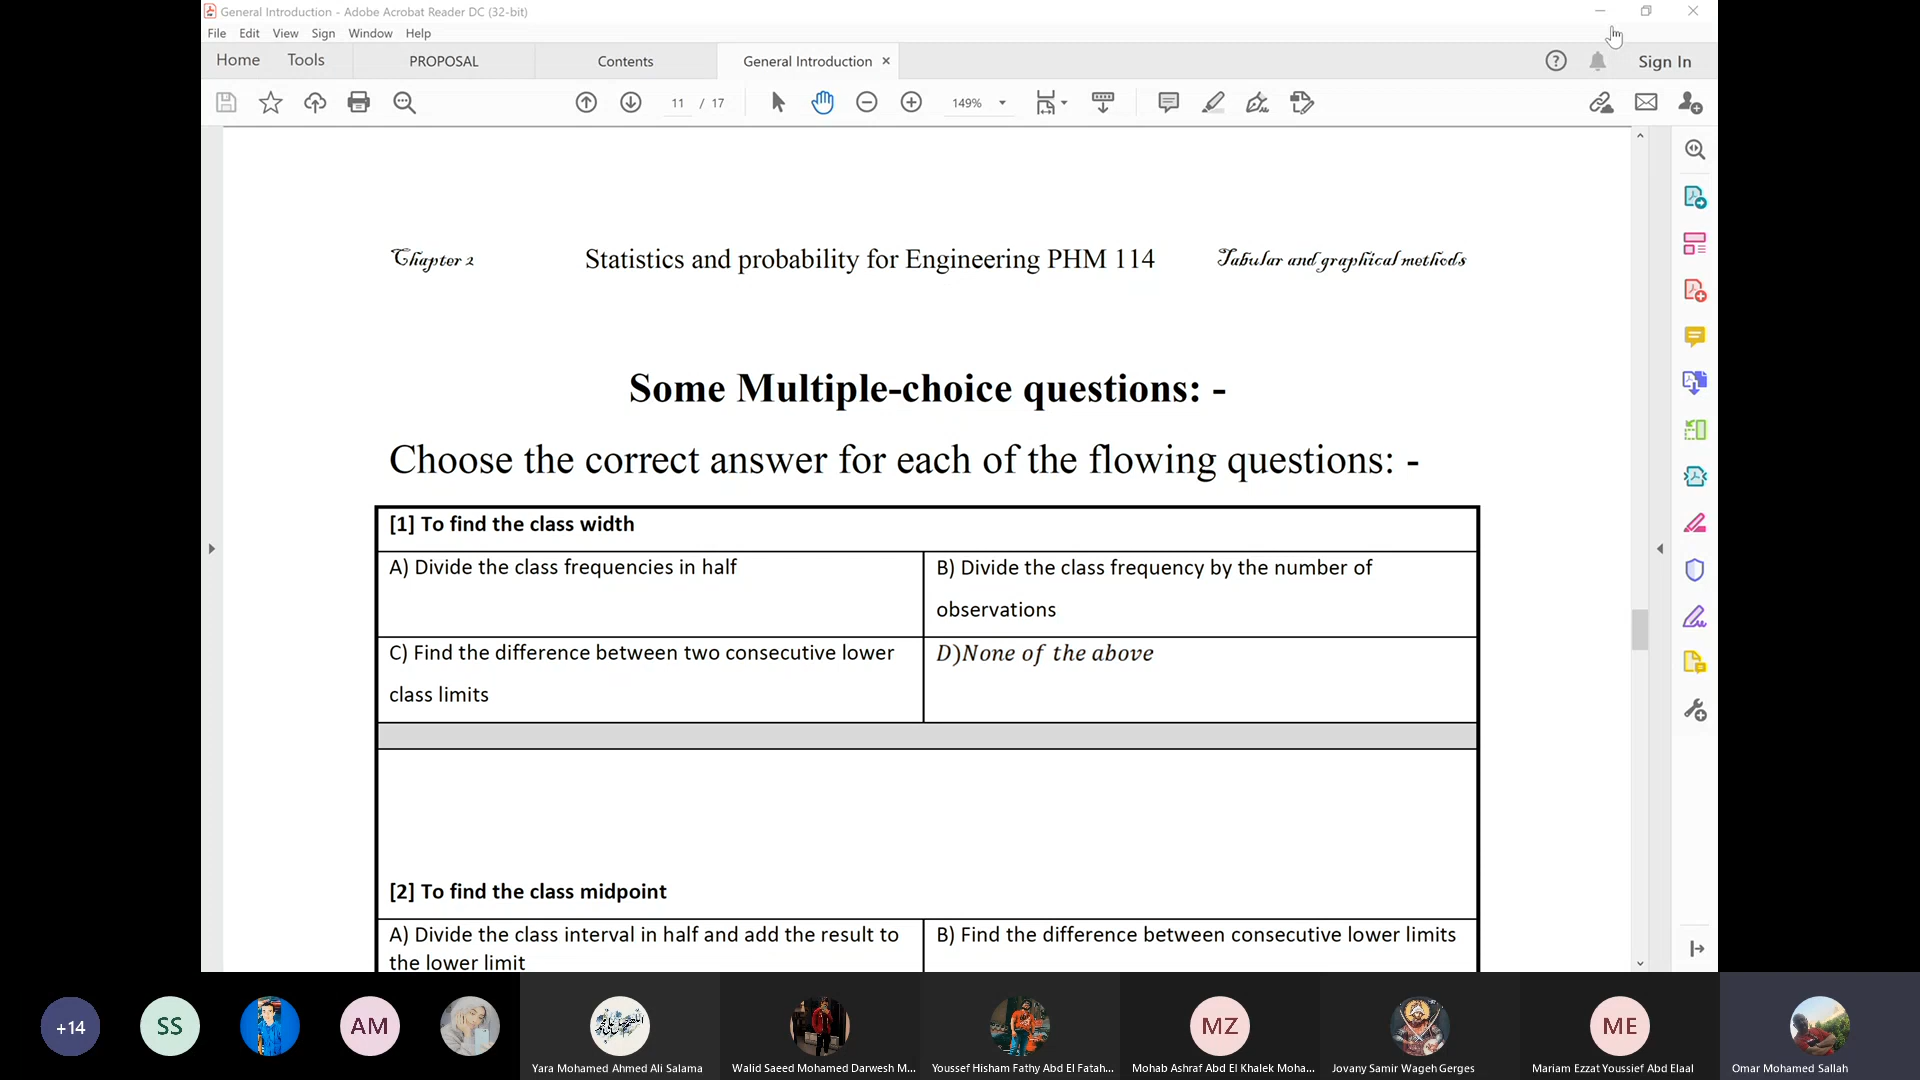 General Introduction - Adobe Acrobat Reader DC (32-bit)
File Edit View Sign Window Help
Home Tools PROPOSAL Contents General Introduction × Sign In
11 / 17 149%
Chapter 2 Statistics and probability for Engineering PHM 114 Tabular and graphical methods
Some Multiple-choice questions: -
Choose the correct answer for each of the flowing questions: -
[1] To find the class width
A) Divide the class frequencies in half
B) Divide the class frequency by the number of
observations
C) Find the difference between two consecutive lower
class limits
D)None of the above
[2] To find the class midpoint
A) Divide the class interval in half and add the result to
the lower limit
B) Find the difference between consecutive lower limits
+14 SS AM MZ ME
Yara Mohamed Ahmed Ali Salama
Walid Saeed Mohamed Darwesh M...
Youssef Hisham Fathy Abd El Fatah...
Mohab Ashraf Abd El Khalek Moha...
Jovany Samir Wageh Gerges
Mariam Ezzat Youssief Abd Elaal
Omar Mohamed Sallah